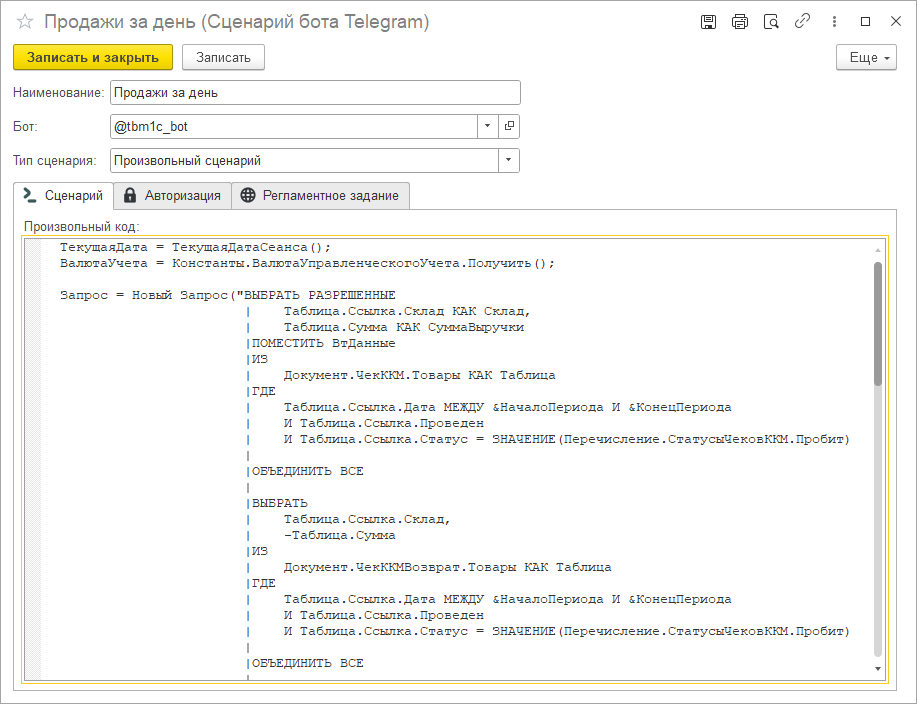 Продажи за день (Сценарий бота Telegram)
Записать и закрыть
Записать
Еще
Наименование: Продажи за день
Бот: @tbm1c_bot
Тип сценария: Произвольный сценарий
Сценарий
Авторизация
Регламентное задание
Произвольный код:
ТекущаяДата = ТекущаяДатаСеанса();
ВалютаУчета = Константы.ВалютаУправленческогоУчета.Получить();
Запрос = Новый Запрос("ВЫБРАТЬ РАЗРЕШЕННЫЕ
|    Таблица.Ссылка.Склад КАК Склад,
|    Таблица.Сумма КАК СуммаВыручки
|ПОМЕСТИТЬ ВтДанные
|ИЗ
|    Документ.ЧекККМ.Товары КАК Таблица
|ГДЕ
|    Таблица.Ссылка.Дата МЕЖДУ &НачалоПериода И &КонецПериода
|    И Таблица.Ссылка.Проведен
|    И Таблица.Ссылка.Статус = ЗНАЧЕНИЕ(Перечисление.СтатусыЧековККМ.Пробит)
|
|ОБЪЕДИНИТЬ ВСЕ
|
|ВЫБРАТЬ
|    Таблица.Ссылка.Склад,
|    -Таблица.Сумма
|ИЗ
|    Документ.ЧекККМВозврат.Товары КАК Таблица
|ГДЕ
|    Таблица.Ссылка.Дата МЕЖДУ &НачалоПериода И &КонецПериода
|    И Таблица.Ссылка.Проведен
|    И Таблица.Ссылка.Статус = ЗНАЧЕНИЕ(Перечисление.СтатусыЧековККМ.Пробит)
|
|ОБЪЕДИНИТЬ ВСЕ
|